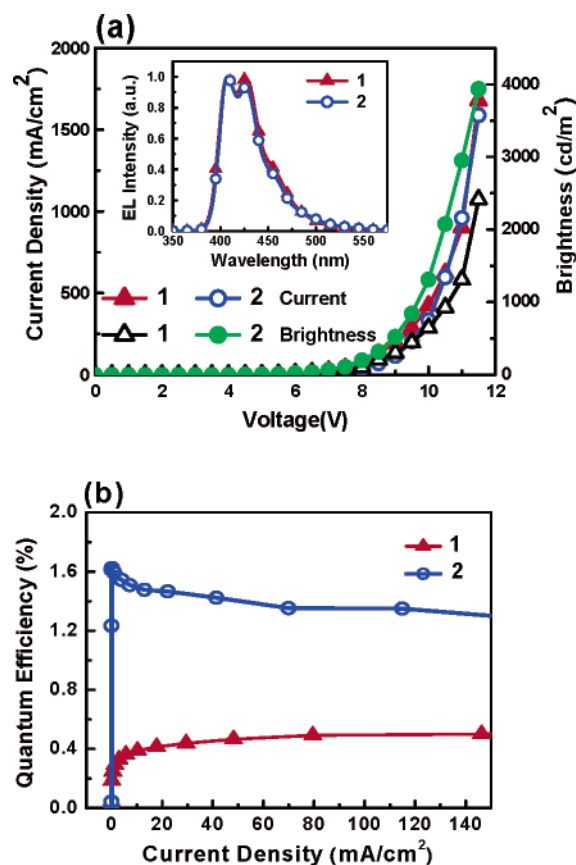 (a)
2000
1500
1000
500
0
Current Density (mA/cm²)
4000
3000
2000
1000
0
Brightness (cd/m²)
1.0
0.8
0.6
0.4
0.2
0.0
EL Intensity (a.u.)
1
2
350 400 450 500 550
Wavelength (nm)
1 2 Current
1 2 Brightness
0 2 4 6 8 10 12
Voltage(V)
(b)
2.0
1.6
1.2
0.8
0.4
0.0
Quantum Efficiency (%)
1
2
0 20 40 60 80 100 120 140
Current Density (mA/cm²)